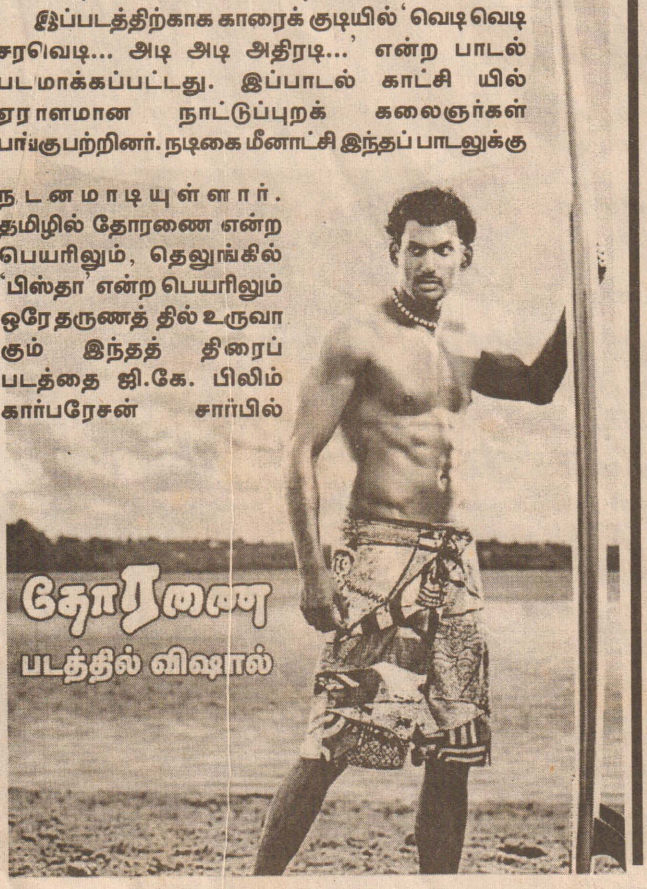 இப்படத்திற்காக காரைக் குடியில் ‘வெடி வெடி
சரவெடி... அடி அடி அதிரடி...’ என்ற பாடல்
படமாக்கப்பட்டது. இப்பாடல் காட்சி யில்
ஏராளமான நாட்டுப்புறக் கலைஞர்கள்
பங்குபற்றினர். நடிகை மீனாட்சி இந்தப் பாடலுக்கு
நடனமாடியுள்ளார்.
தமிழில் தோரணை என்ற
பெயரிலும், தெலுங்கில்
‘பிஸ்தா’ என்ற பெயரிலும்
ஒரே தருணத் தில் உருவா
கும் இந்தத் திரைப்
படத்தை ஜி.கே. பிலிம்
கார்பரேசன் சார்பில்
தோரணை
படத்தில் விஷால்